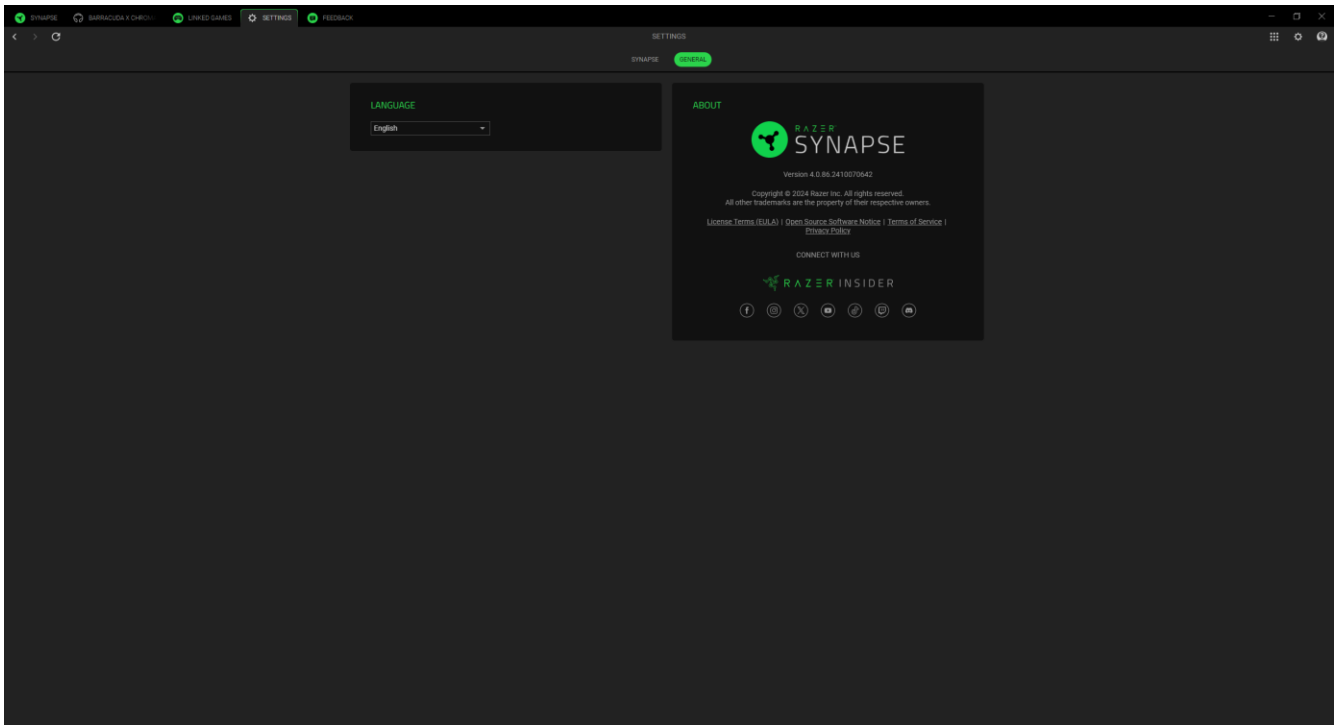 SYNAPSE
BARRACUDA X CHRO
LINKED GAMES
SETTINGS
FEEDBACK
SETTINGS
SYNAPSE
GENERAL
LANGUAGE
English
ABOUT
RAZER
SYNAPSE
Version 4.0.86.2410070642
Copyright © 2024 Razer Inc. All rights reserved.
All other trademarks are the property of their respective owners.
License Terms (EULA) | Open Source Software Notice | Terms of Service |
Privacy Policy
CONNECT WITH US
RAZER INSIDER